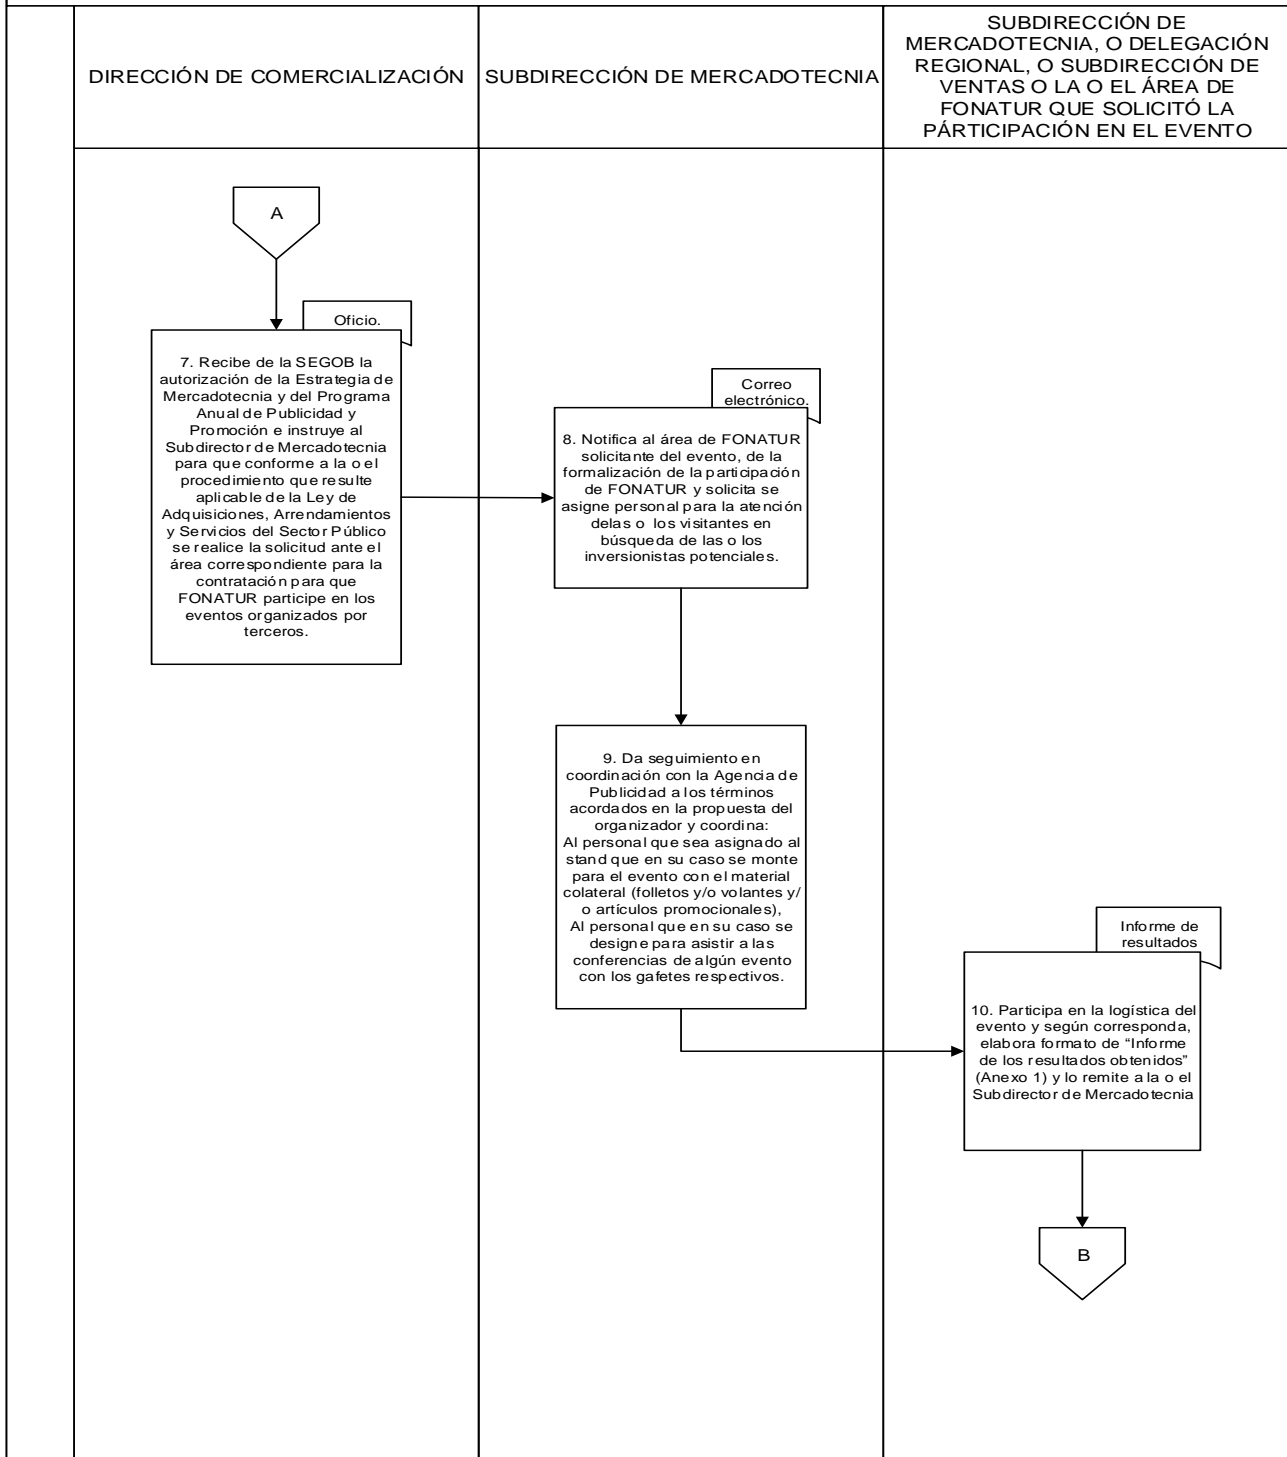 DIRECCIÓN DE COMERCIALIZACIÓN
SUBDIRECCIÓN DE MERCADOTECNIA
SUBDIRECCIÓN DE
MERCADOTECNIA, O DELEGACIÓN
REGIONAL, O SUBDIRECCIÓN DE
VENTAS O LA O EL ÁREA DE
FONATUR QUE SOLICITÓ LA
PÁRTICIPACIÓN EN EL EVENTO
A
Oficio.
7. Recibe de la SEGOB la
autorización de la Estrategia de
Mercadotecnia y del Programa
Anual de Publicidad y
Promoción e instruye al
Subdirector de Mercadotecnia
para que conforme a la o el
procedimiento que resulte
aplicable de la Ley de
Adquisiciones, Arrendamientos
y Servicios del Sector Público
se realice la solicitud ante el
área correspondiente para la
contratación para que
FONATUR participe en los
eventos organizados por
terceros.
Correo
electrónico.
8. Notifica al área de FONATUR
solicitante del evento, de la
formalización de la participación
de FONATUR y solicita se
asigne personal para la atención
delas o los visitantes en
búsqueda de las o los
inversionistas potenciales.
9. Da seguimiento en
coordinación con la Agencia de
Publicidad a los términos
acordados en la propuesta del
organizador y coordina:
Al personal que sea asignado al
stand que en su caso se monte
para el evento con el material
colateral (folletos y/o volantes y/
o artículos promocionales),
Al personal que en su caso se
designe para asistir a las
conferencias de algún evento
con los gafetes respectivos.
Informe de
resultados
10. Participa en la logística del
evento y según corresponda,
elabora formato de “Informe
de los resultados obtenidos”
(Anexo 1) y lo remite a la o el
Subdirector de Mercadotecnia
B